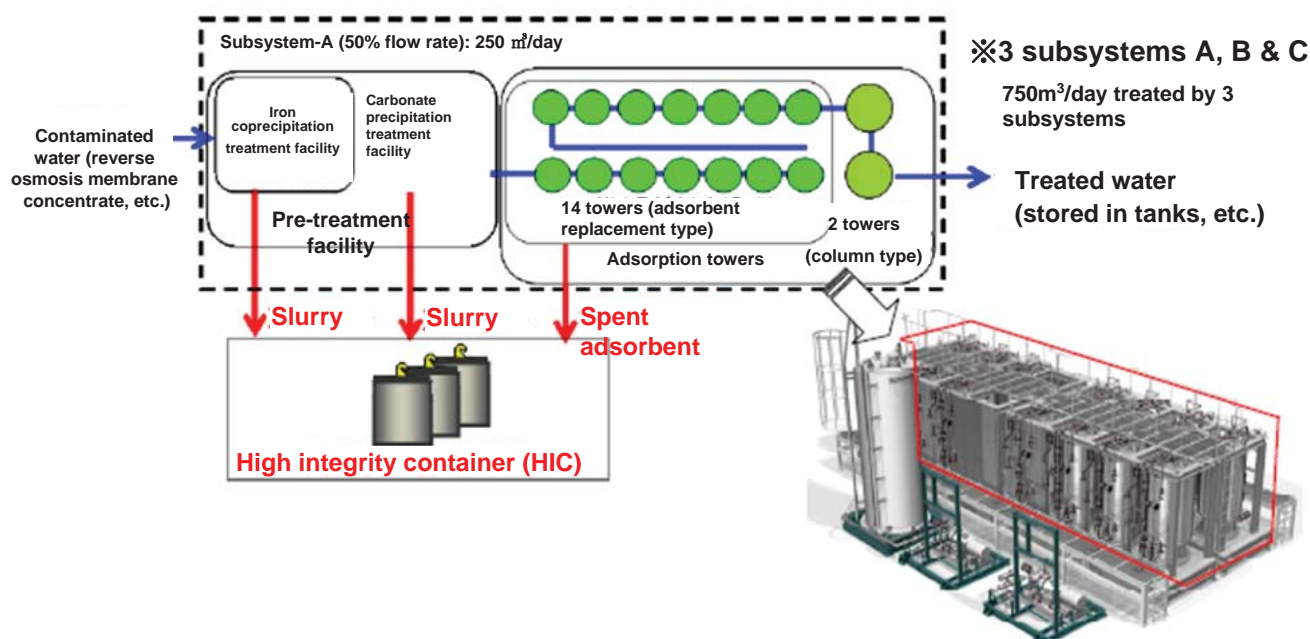 Subsystem-A (50% flow rate): 250 ㎥/day
※3 subsystems A, B & C
750m³/day treated by 3
subsystems
Contaminated
water (reverse
osmosis membrane
concentrate, etc.)
Iron
coprecipitation
treatment facility
Carbonate
precipitation
treatment
facility
Pre-treatment
facility
14 towers (adsorbent
replacement type)
2 towers
(column type)
Adsorption towers
Treated water
(stored in tanks, etc.)
Slurry
Slurry
Spent
adsorbent
High integrity container (HIC)